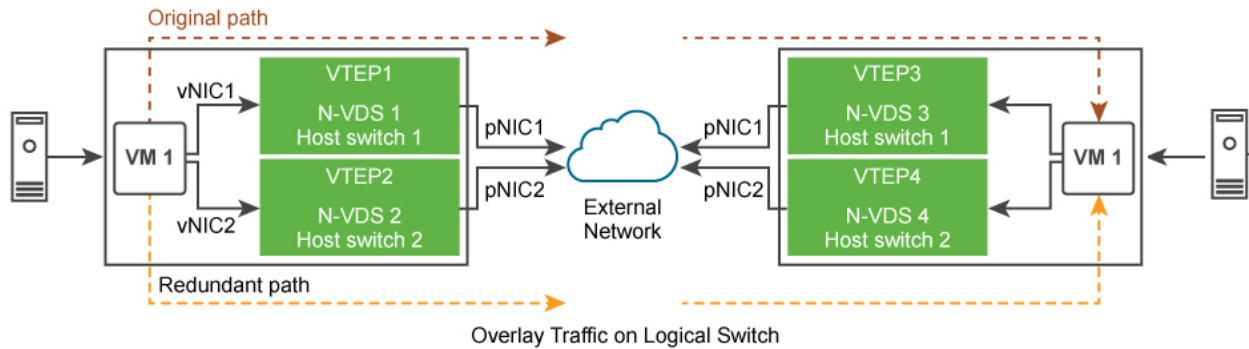 Original path
vNIC1
VTEP1
N-VDS 1
Host switch 1
pNIC1
VM 1
VTEP2
N-VDS 2
Host switch 2
vNIC2
pNIC2
External
Network
pNIC1
VTEP3
N-VDS 3
Host switch 1
pNIC2
VTEP4
N-VDS 4
Host switch 2
VM 1
Redundant path
Overlay Traffic on Logical Switch